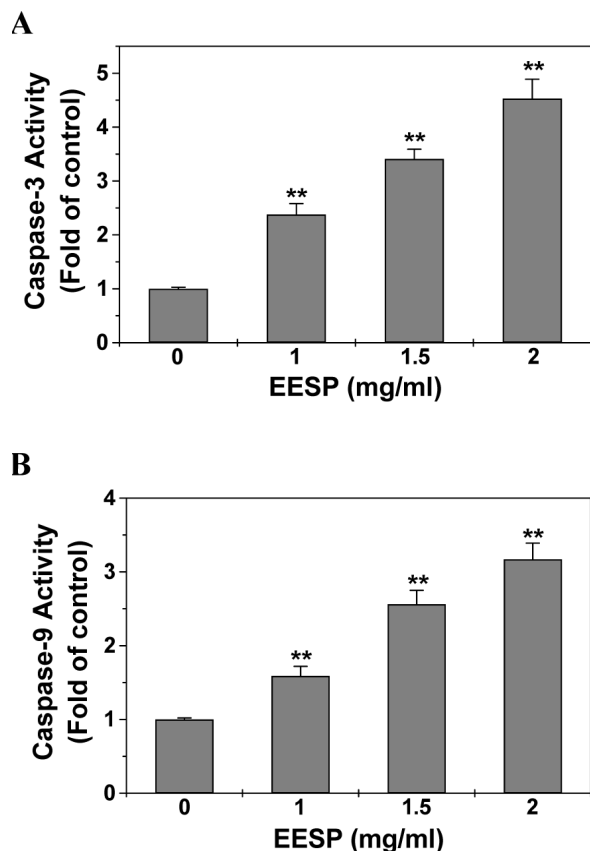 A
Caspase-3 Activity
(Fold of control)
5
4
3
2
1
0
**
**
**
0 1 1.5 2
EESP (mg/ml)
B
Caspase-9 Activity
(Fold of control)
4
3
2
1
0
**
**
**
0 1 1.5 2
EESP (mg/ml)